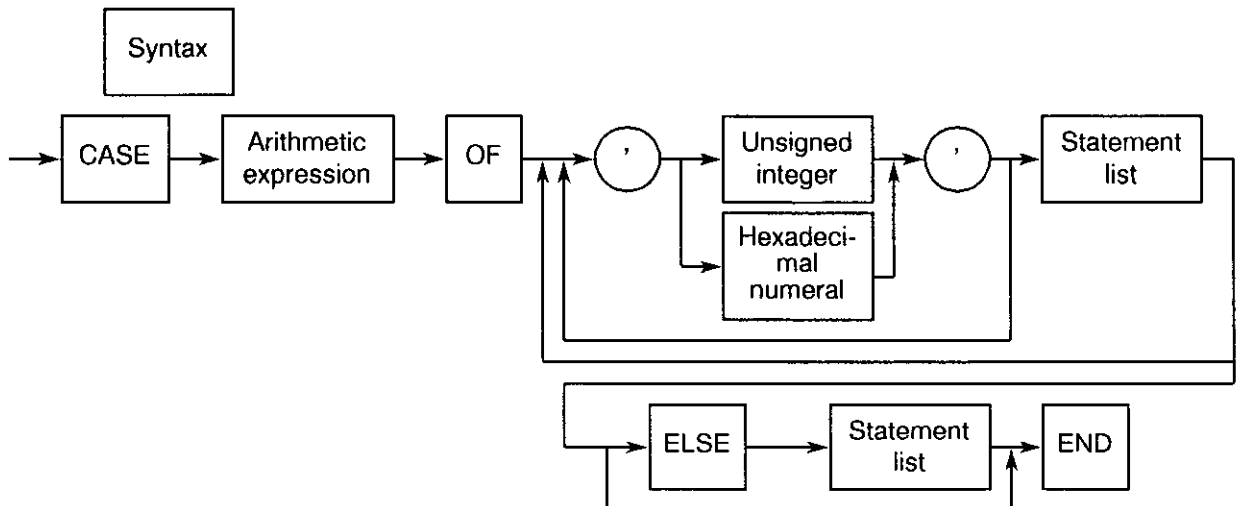 Syntax
CASE
Arithmetic
expression
OF
'
Unsigned
integer
'
Statement
list
Hexadeci-
mal
numeral
ELSE
Statement
list
END